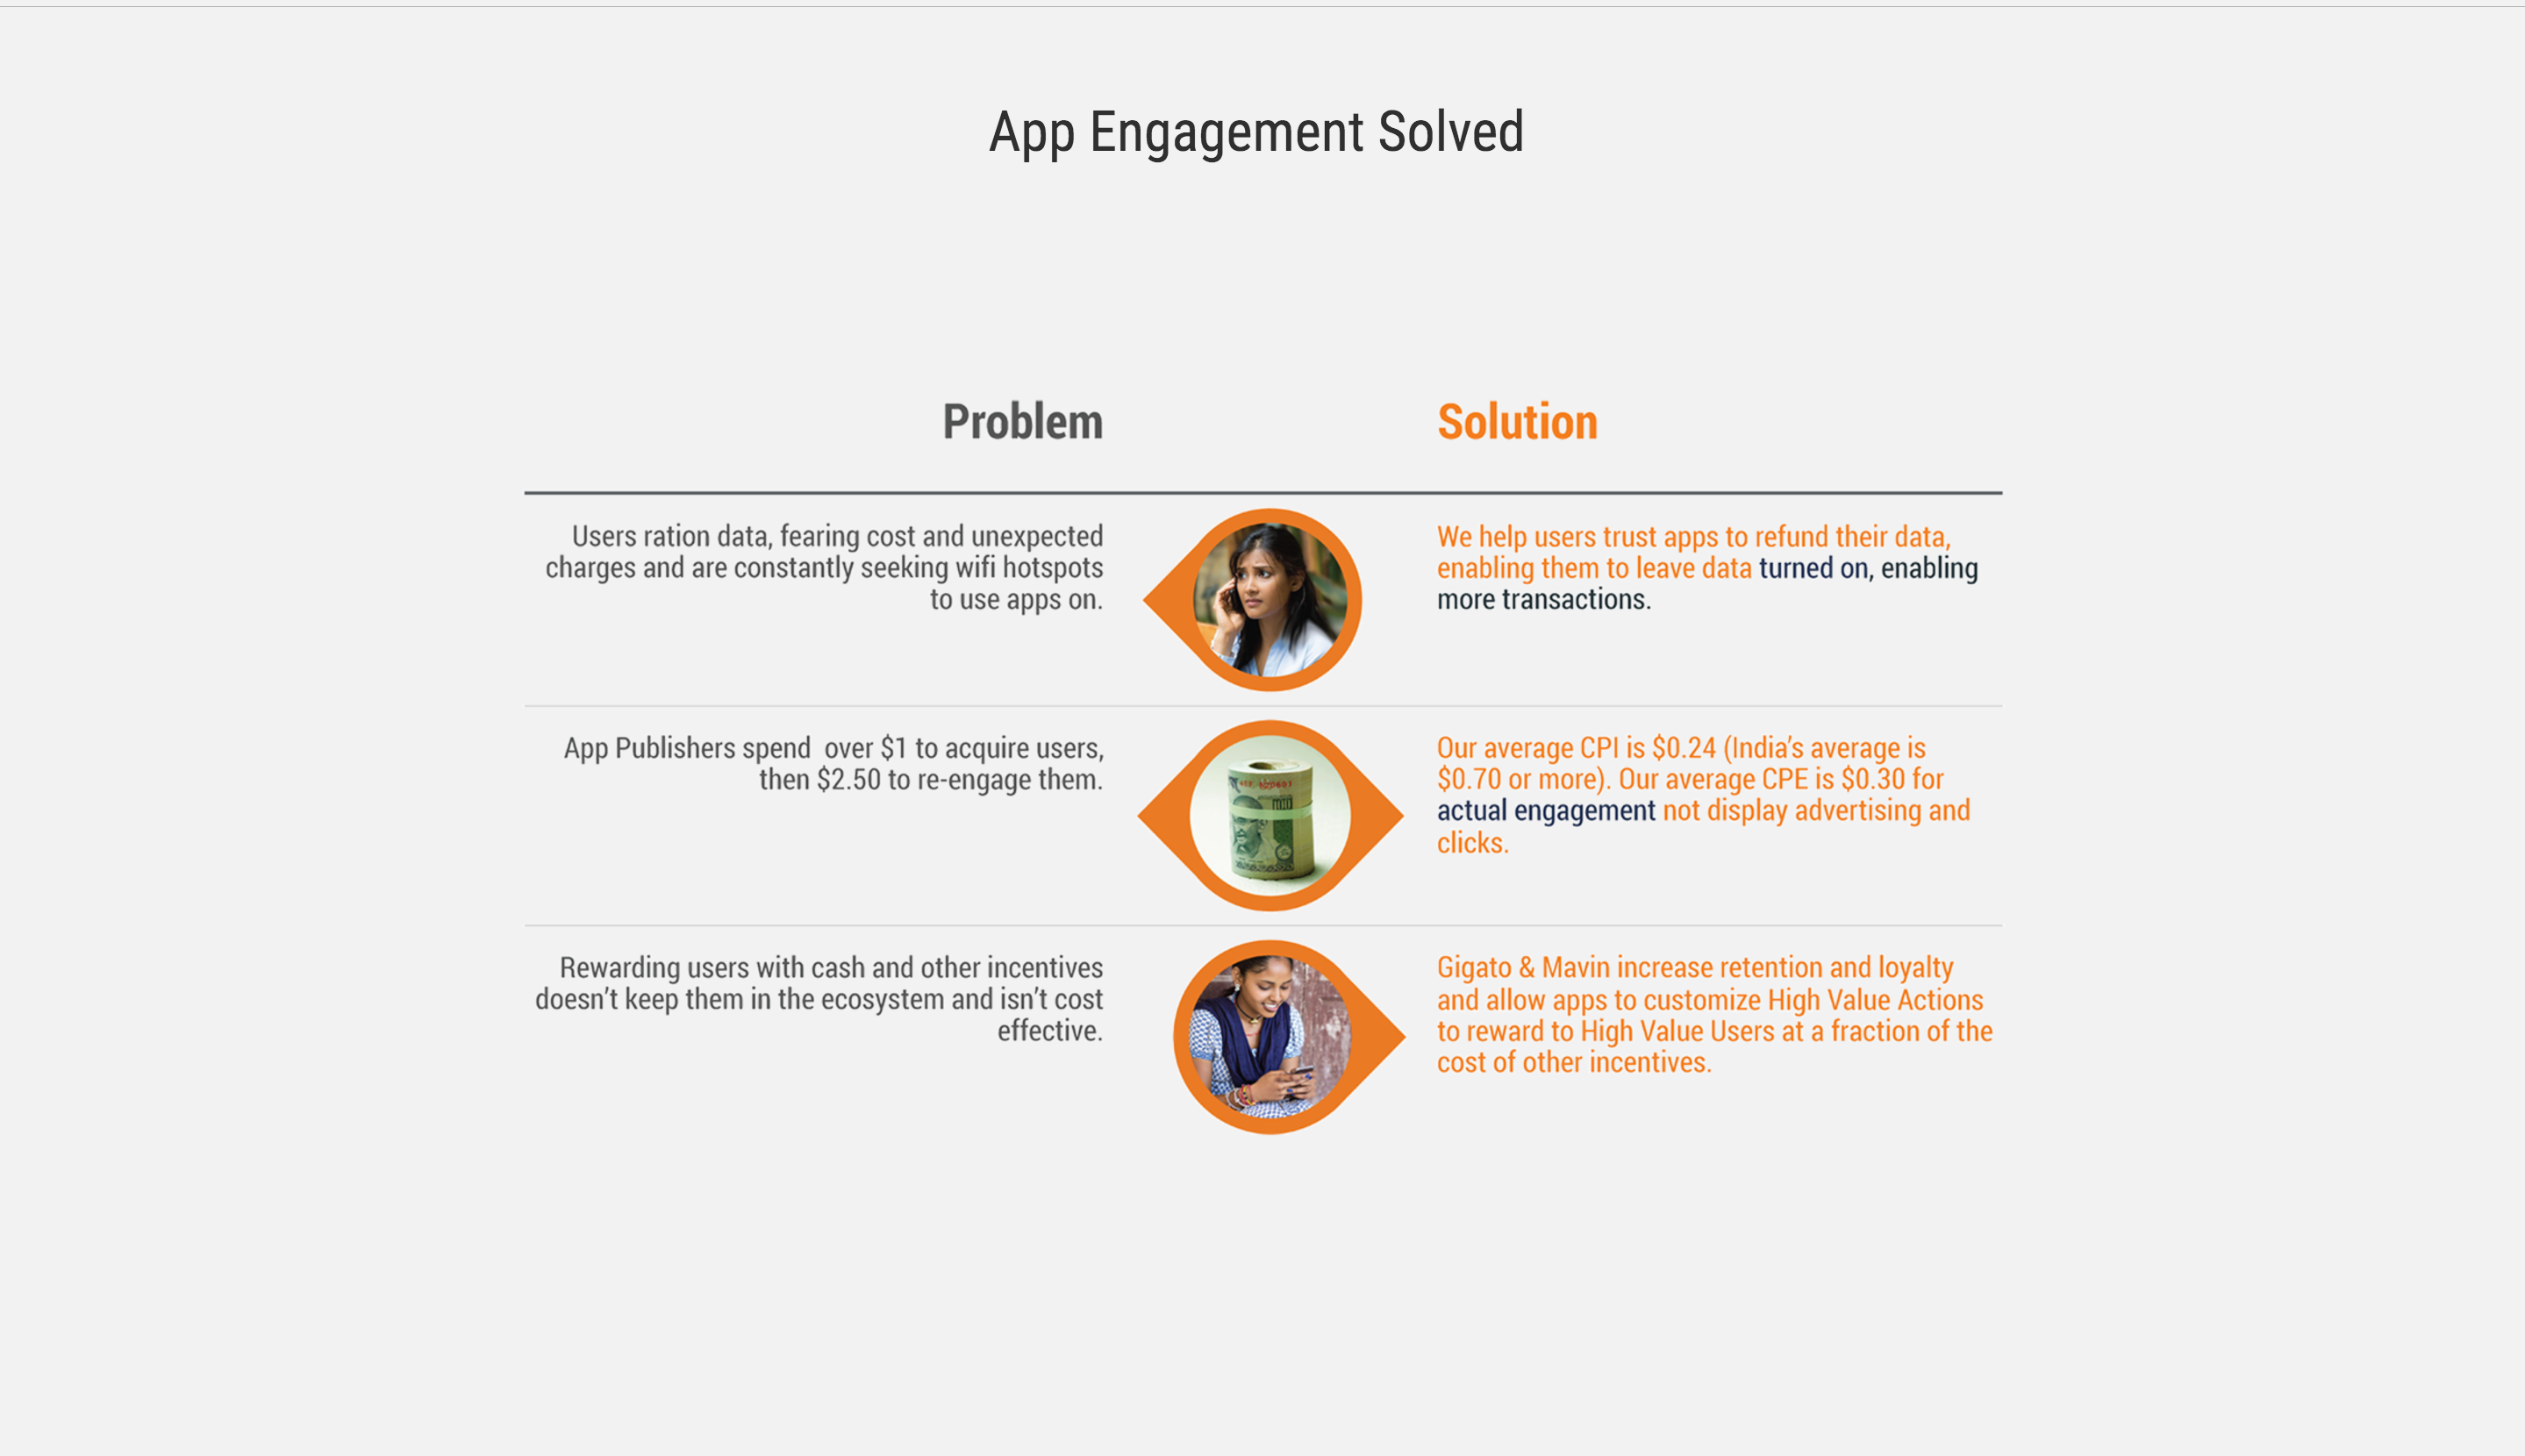 App Engagement Solved
Problem
Solution
Users ration data, fearing cost and unexpected
charges and are constantly seeking wifi hotspots
to use apps on.
We help users trust apps to refund their data,
enabling them to leave data turned on, enabling
more transactions.
App Publishers spend  over $1 to acquire users,
then $2.50 to re-engage them.
Our average CPI is $0.24 (India’s average is
$0.70 or more). Our average CPE is $0.30 for
actual engagement not display advertising and
clicks.
Rewarding users with cash and other incentives
doesn’t keep them in the ecosystem and isn’t cost
effective.
Gigato & Mavin increase retention and loyalty
and allow apps to customize High Value Actions
to reward to High Value Users at a fraction of the
cost of other incentives.